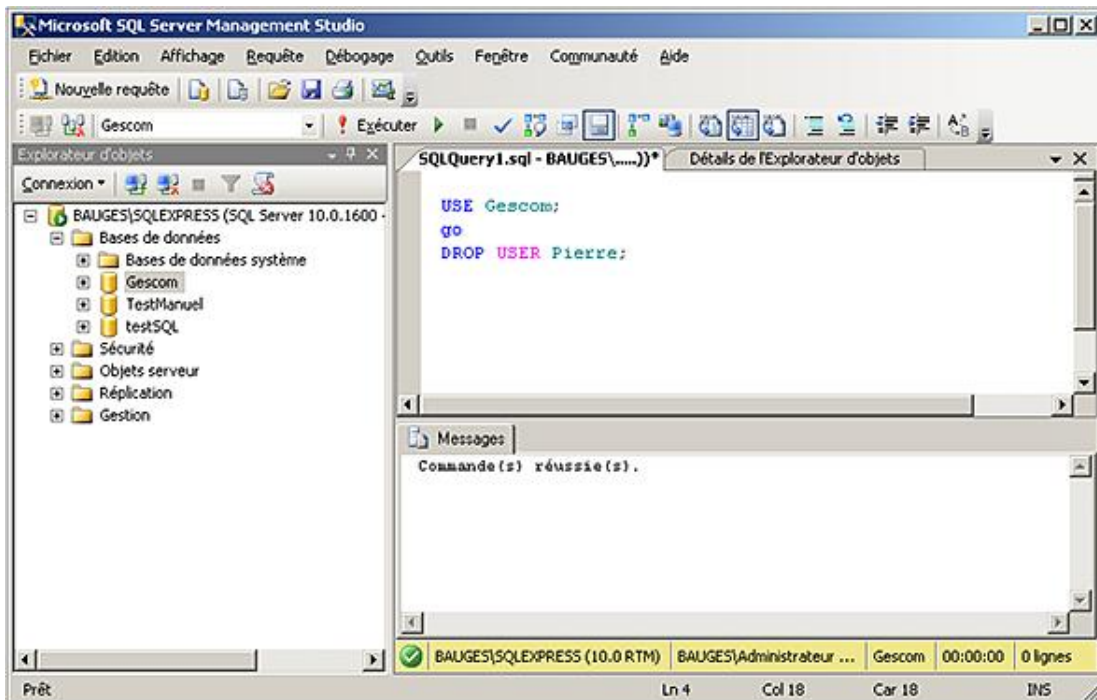 Microsoft SQL Server Management Studio
Fichier Edition Affichage Requête Débogage Outils Fenêtre Communauté Aide
Nouvelle requête
Gescom Exécuter
Explorateur d'objets
SQLQuery1.sql - BAUGES\.....))* Détails de l'Explorateur d'objets
Connexion
BAUGES\SQLEXPRESS (SQL Server 10.0.1600 -
Bases de données
Bases de données système
Gescom
TestManuel
testSQL
Sécurité
Objets serveur
Réplication
Gestion
USE Gescom;
go
DROP USER Pierre;
Messages
Commande(s) réussie(s).
BAUGES\SQLEXPRESS (10.0 RTM) BAUGES\Administrateur ... Gescom 00:00:00 0 lignes
Prêt Ln 4 Col 18 Car 18 INS